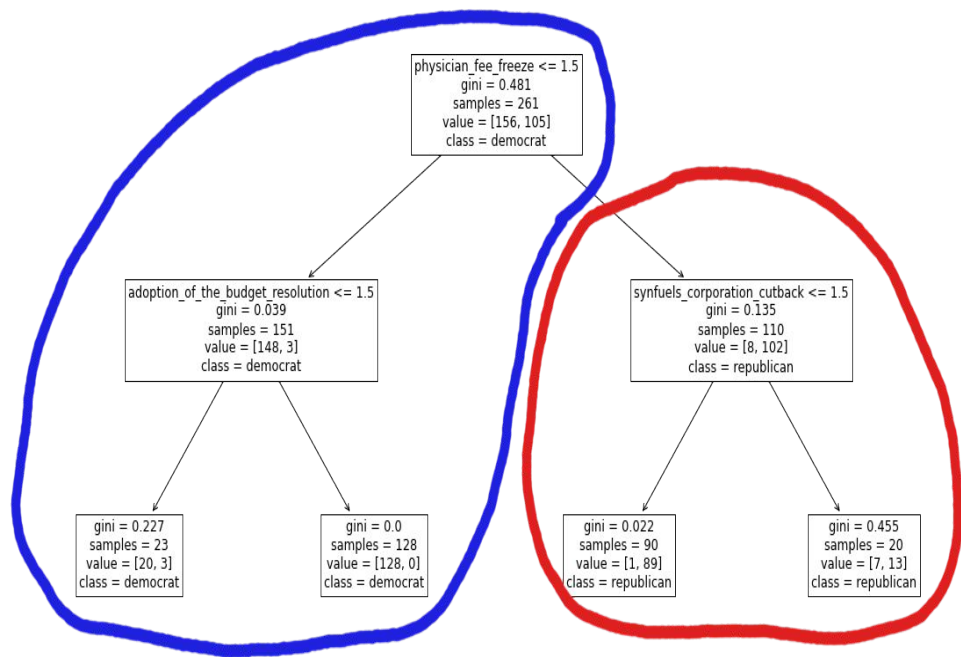 physician_fee_freeze <= 1.5
gini = 0.481
samples = 261
value = [156, 105]
class = democrat
adoption_of_the_budget_resolution <= 1.5
gini = 0.039
samples = 151
value = [148, 3]
class = democrat
synfuels_corporation_cutback <= 1.5
gini = 0.135
samples = 110
value = [8, 102]
class = republican
gini = 0.227
samples = 23
value = [20, 3]
class = democrat
gini = 0.0
samples = 128
value = [128, 0]
class = democrat
gini = 0.022
samples = 90
value = [1, 89]
class = republican
gini = 0.455
samples = 20
value = [7, 13]
class = republican